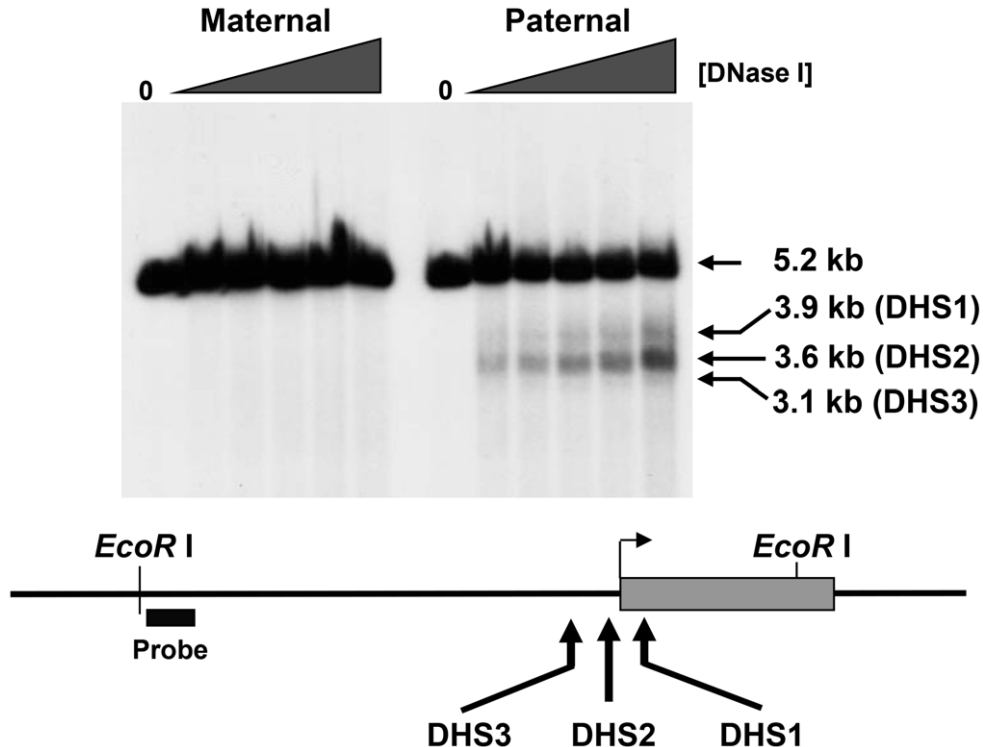 Maternal
Paternal
0
0
[DNase I]
5.2 kb
3.9 kb (DHS1)
3.6 kb (DHS2)
3.1 kb (DHS3)
EcoR I
EcoR I
Probe
DHS3
DHS2
DHS1